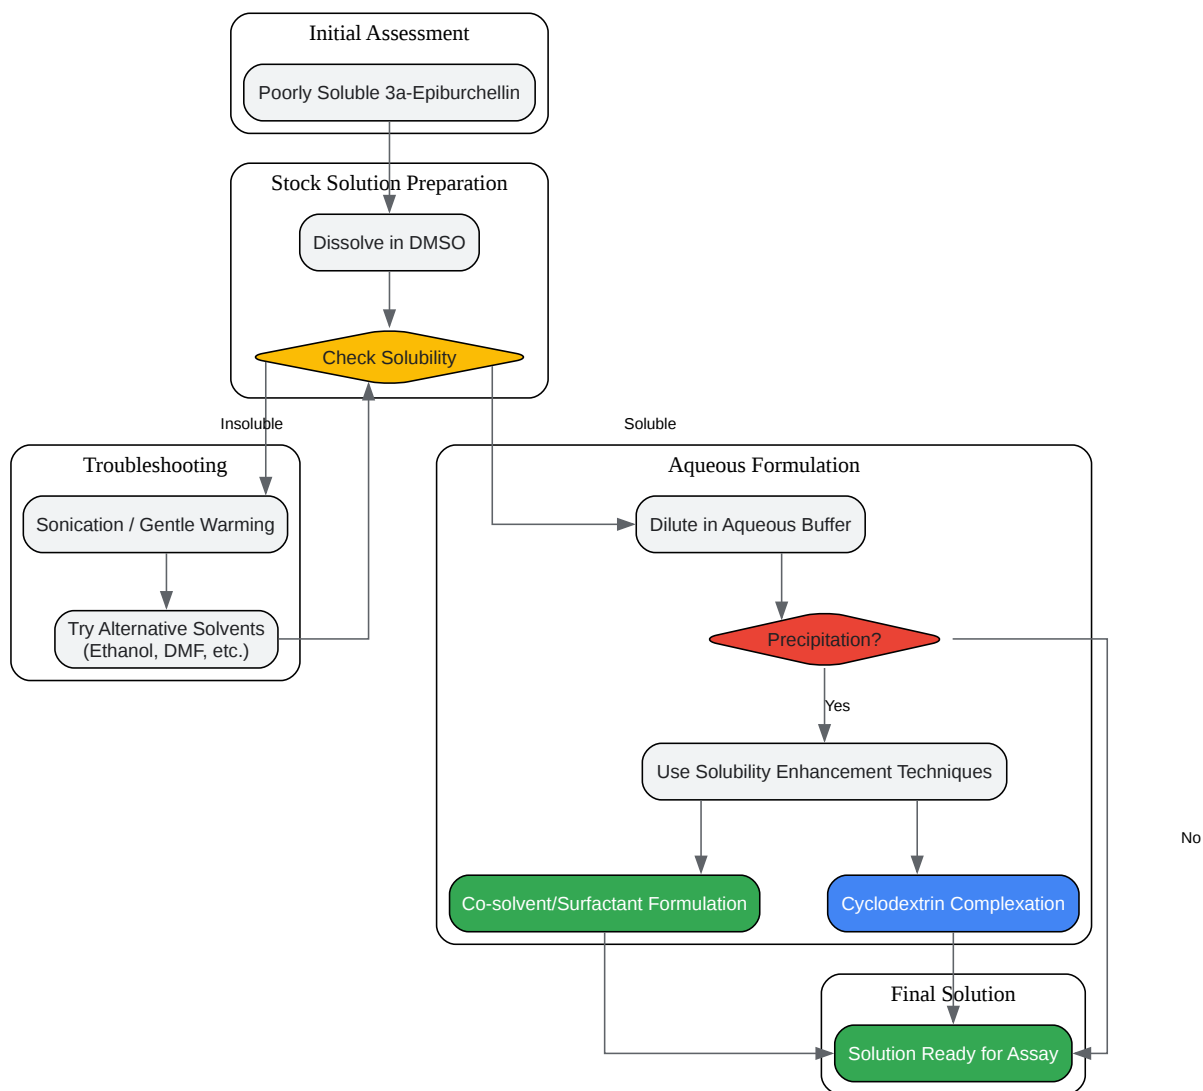 Initial Assessment
Poorly Soluble 3a-Epiburchellin
Stock Solution Preparation
Dissolve in DMSO
Check Solubility
Insoluble
Soluble
Troubleshooting
Aqueous Formulation
Sonication / Gentle Warming
Dilute in Aqueous Buffer
Try Alternative Solvents
(Ethanol, DMF, etc.)
Precipitation?
Yes
Use Solubility Enhancement Techniques
No
Co-solvent/Surfactant Formulation
Cyclodextrin Complexation
Final Solution
Solution Ready for Assay